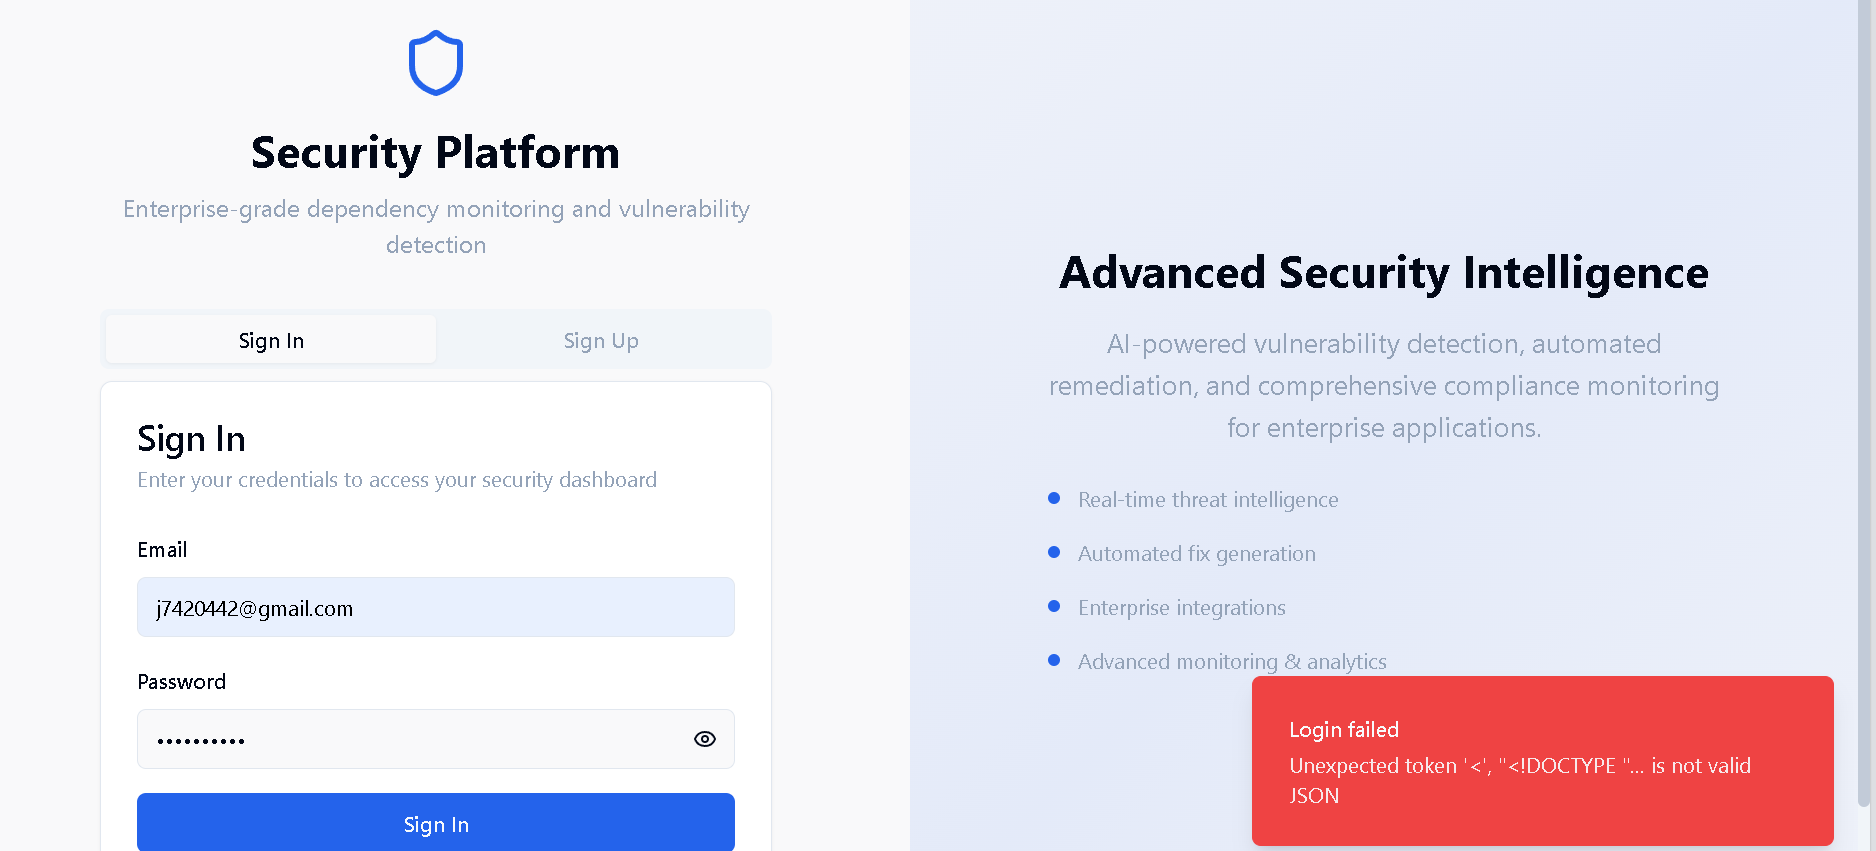 Security Platform
Enterprise-grade dependency monitoring and vulnerability
detection
Sign In
Sign Up
Sign In
Enter your credentials to access your security dashboard
Email
j7420442@gmail.com
Password
••••••••••
Sign In
Advanced Security Intelligence
AI-powered vulnerability detection, automated
remediation, and comprehensive compliance monitoring
for enterprise applications.
Real-time threat intelligence
Automated fix generation
Enterprise integrations
Advanced monitoring & analytics
Login failed
Unexpected token '<', "<!DOCTYPE "... is not valid
JSON